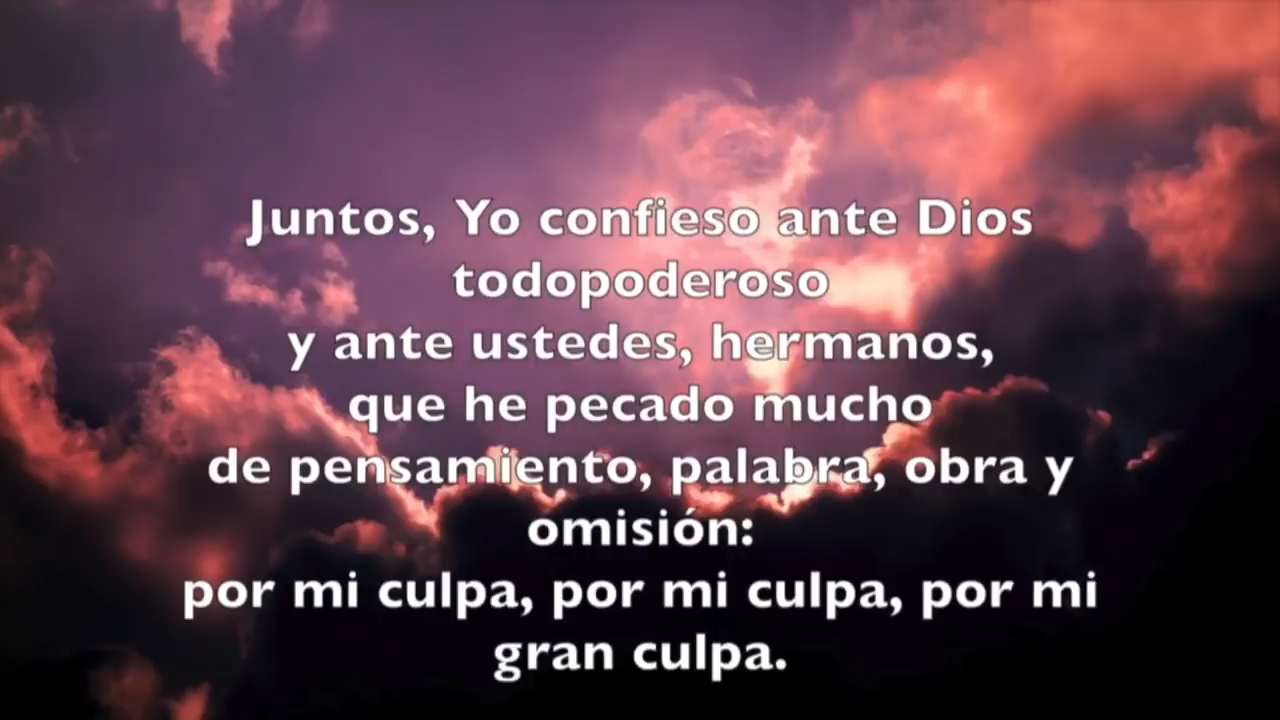 Juntos, Yo confieso ante Dios
todopoderoso
y ante ustedes, hermanos,
que he pecado mucho
de pensamiento, palabra, obra y
omisión:
por mi culpa, por mi culpa, por mi
gran culpa.